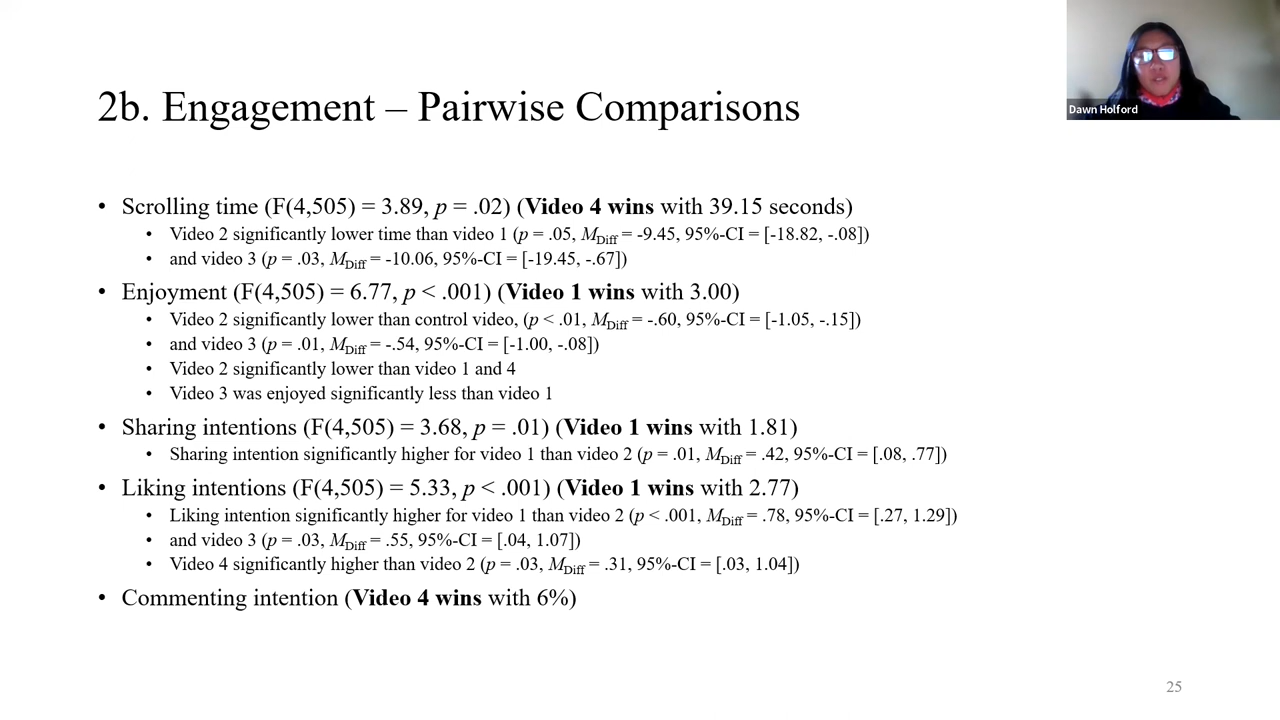 Dawn Holford
2b. Engagement – Pairwise Comparisons
• Scrolling time (F(4,505) = 3.89, p = .02) (Video 4 wins with 39.15 seconds)
• Video 2 significantly lower time than video 1 (p = .05, MDiff = -9.45, 95%-CI = [-18.82, -.08])
• and video 3 (p = .03, MDiff = -10.06, 95%-CI = [-19.45, -.67])
• Enjoyment (F(4,505) = 6.77, p < .001) (Video 1 wins with 3.00)
• Video 2 significantly lower than control video, (p < .01, MDiff = -.60, 95%-CI = [-1.05, -.15])
• and video 3 (p = .01, MDiff = -.54, 95%-CI = [-1.00, -.08])
• Video 2 significantly lower than video 1 and 4
• Video 3 was enjoyed significantly less than video 1
• Sharing intentions (F(4,505) = 3.68, p = .01) (Video 1 wins with 1.81)
• Sharing intention significantly higher for video 1 than video 2 (p = .01, MDiff = .42, 95%-CI = [.08, .77])
• Liking intentions (F(4,505) = 5.33, p < .001) (Video 1 wins with 2.77)
• Liking intention significantly higher for video 1 than video 2 (p < .001, MDiff = .78, 95%-CI = [.27, 1.29])
• and video 3 (p = .03, MDiff = .55, 95%-CI = [.04, 1.07])
• Video 4 significantly higher than video 2 (p = .03, MDiff = .31, 95%-CI = [.03, 1.04])
• Commenting intention (Video 4 wins with 6%)
25